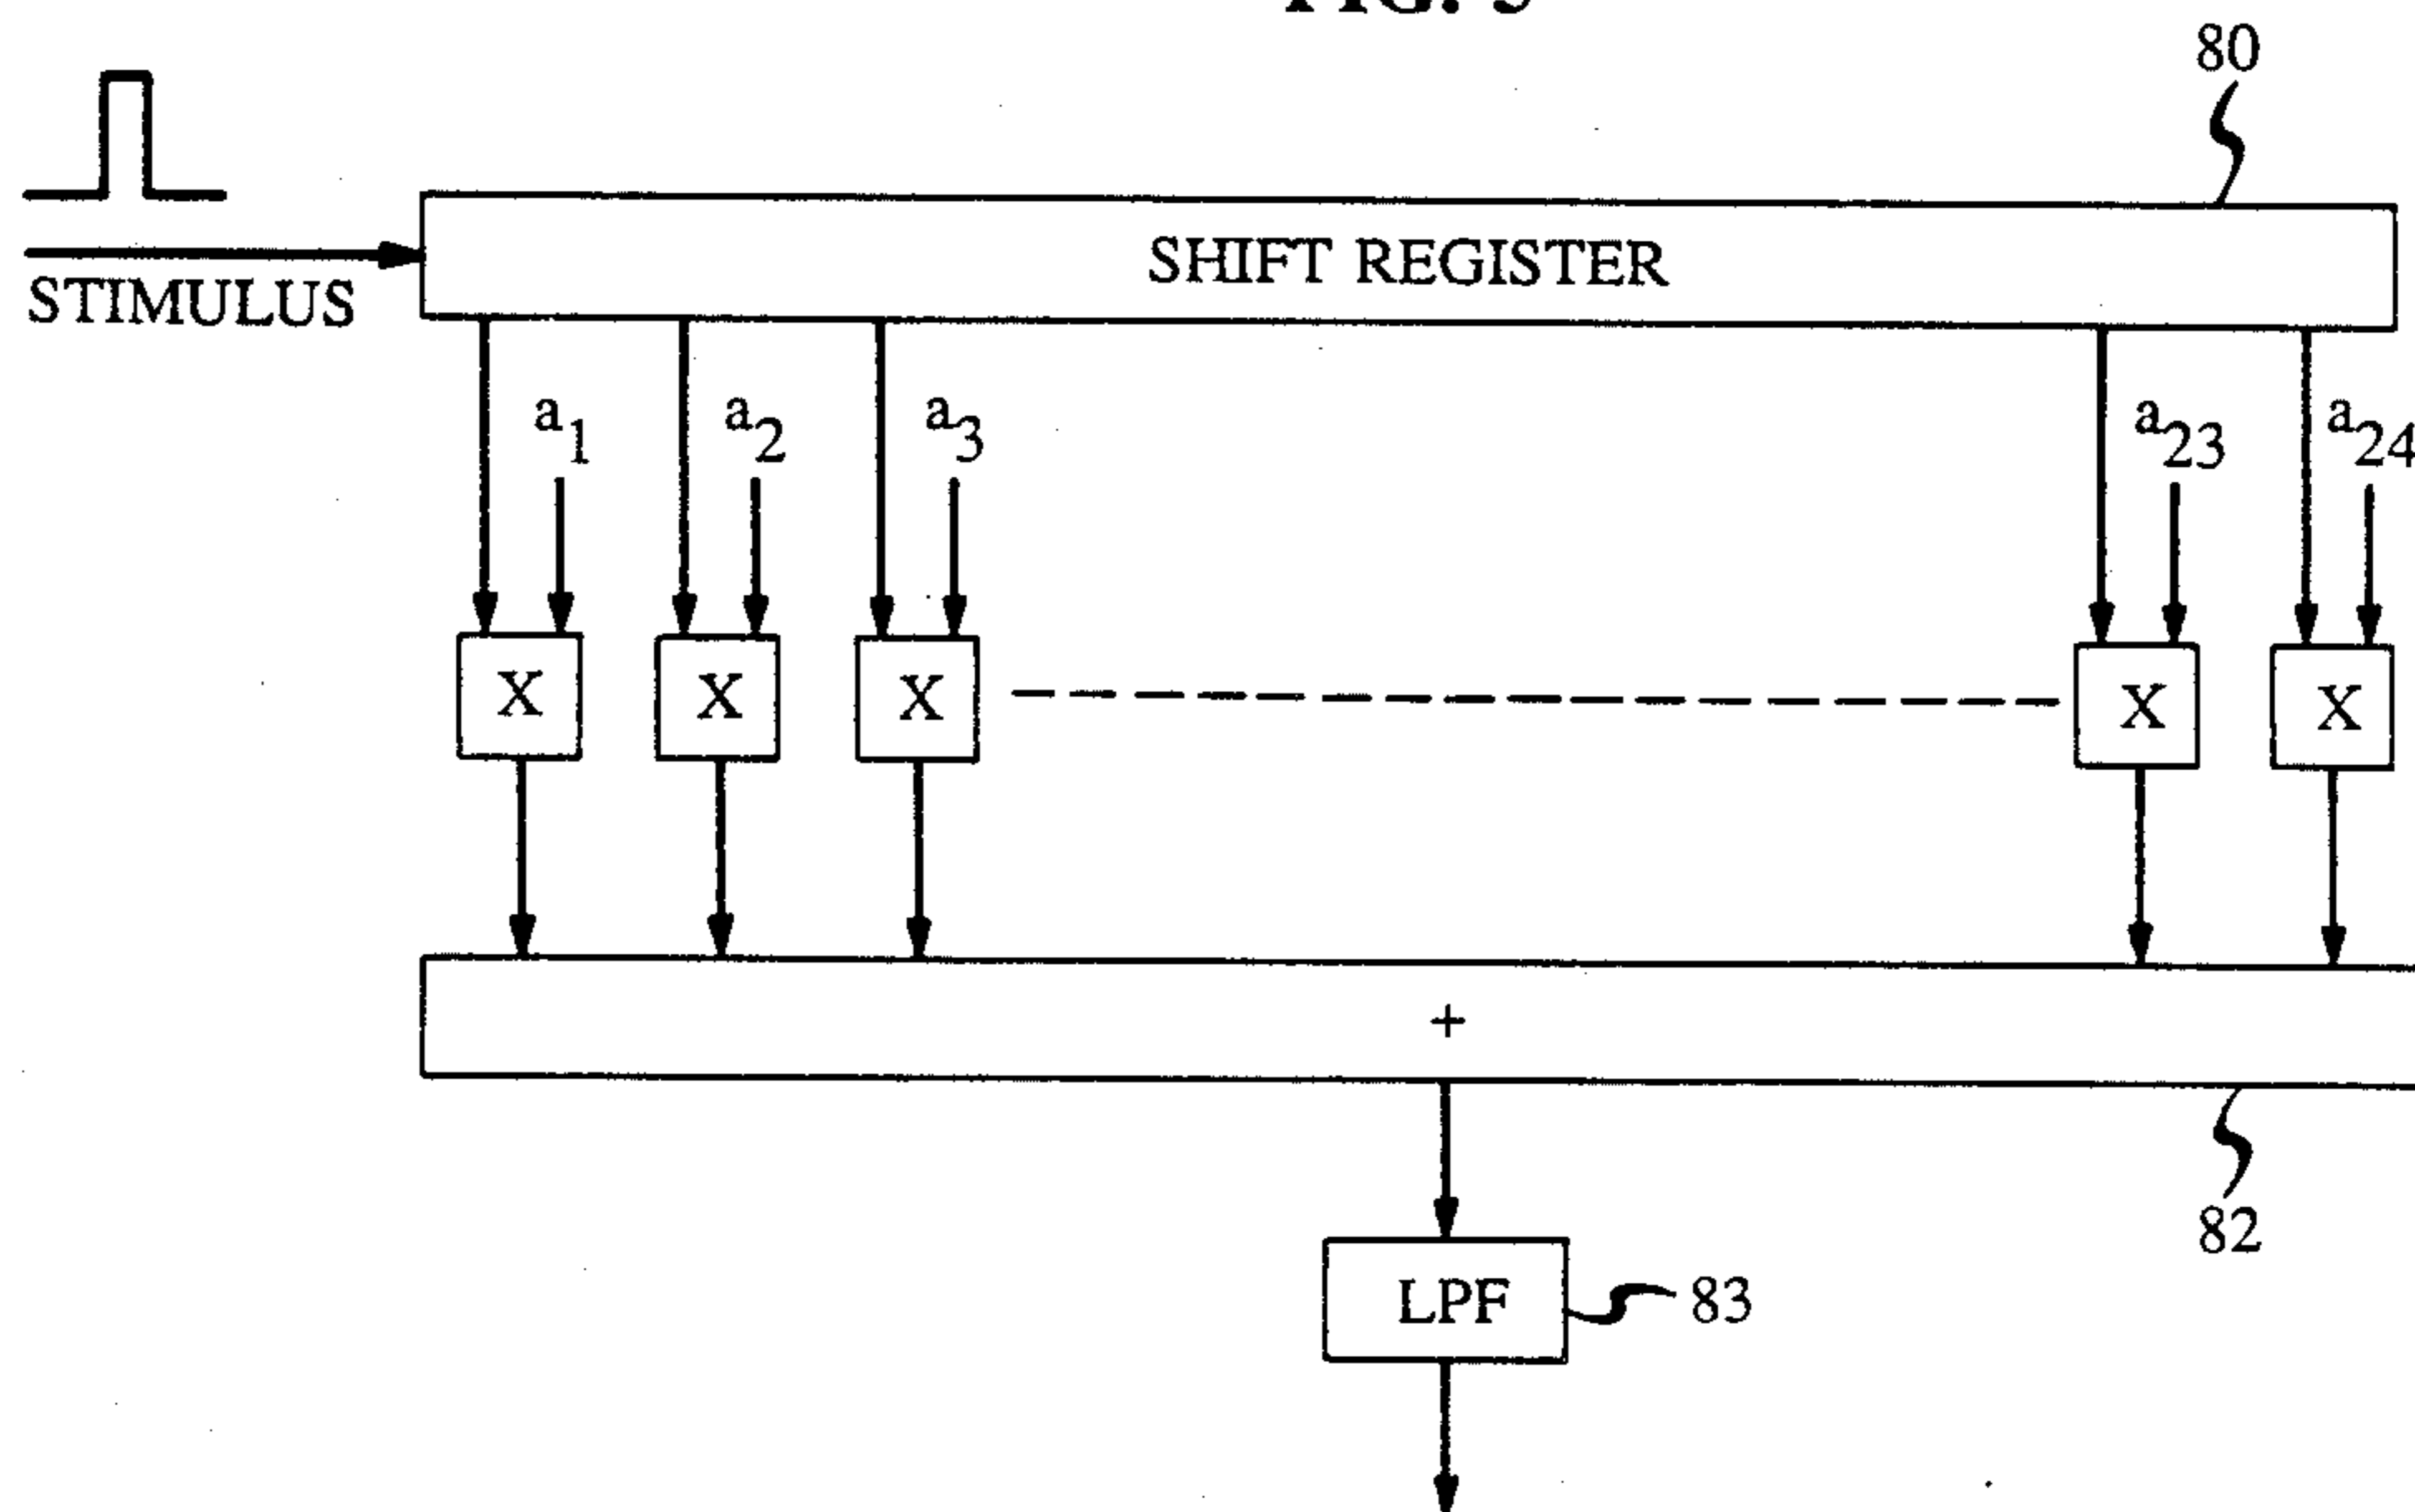 80
SHIFT REGISTER
STIMULUS
a1 a2 a3 a23 a24
X X X X X
+
82
LPF 83